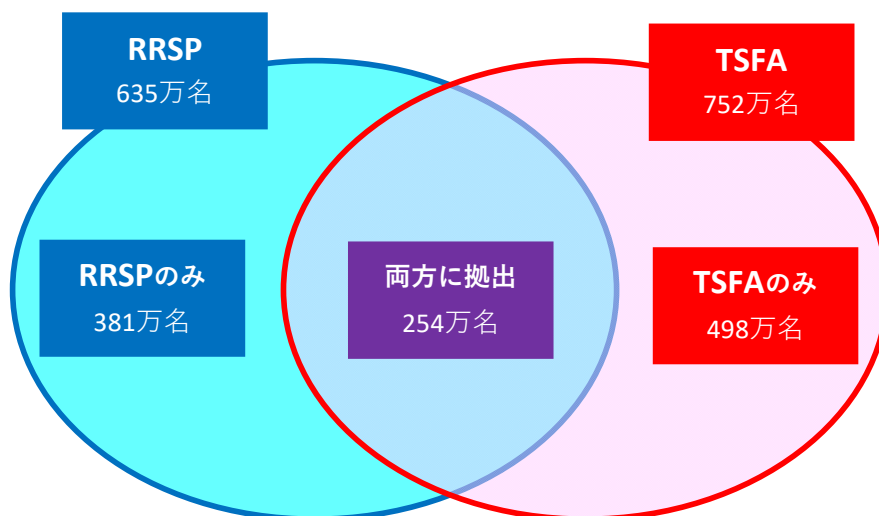 RRSP
635万名
TSFA
752万名
RRSPのみ
381万名
両方に拠出
254万名
TSFAのみ
498万名